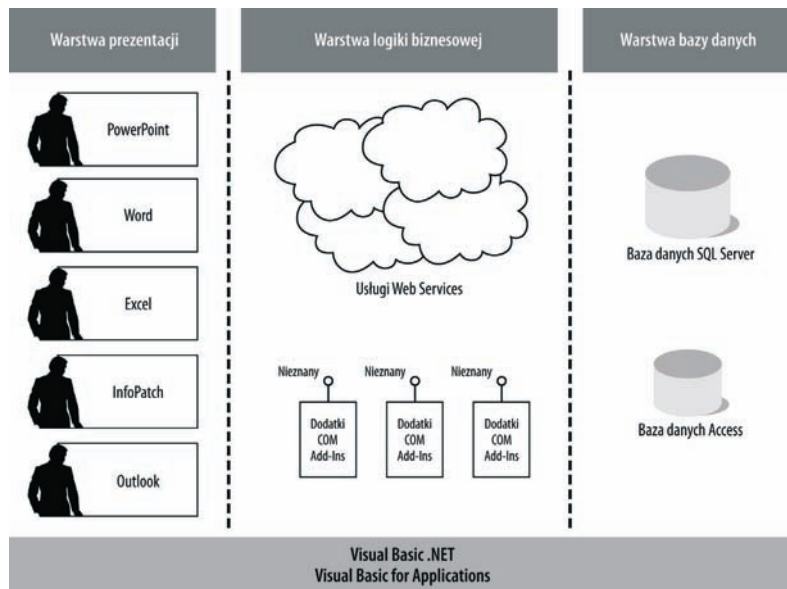 Warstwa prezentacji
Warstwa logiki biznesowej
Warstwa bazy danych
PowerPoint
Word
Excel
InfoPatch
Outlook
Usługi Web Services
Nieznany
Nieznany
Nieznany
Dodatki
COM
Add-Ins
Dodatki
COM
Add-Ins
Dodatki
COM
Add-Ins
Baza danych SQL Server
Baza danych Access
Visual Basic .NET
Visual Basic for Applications